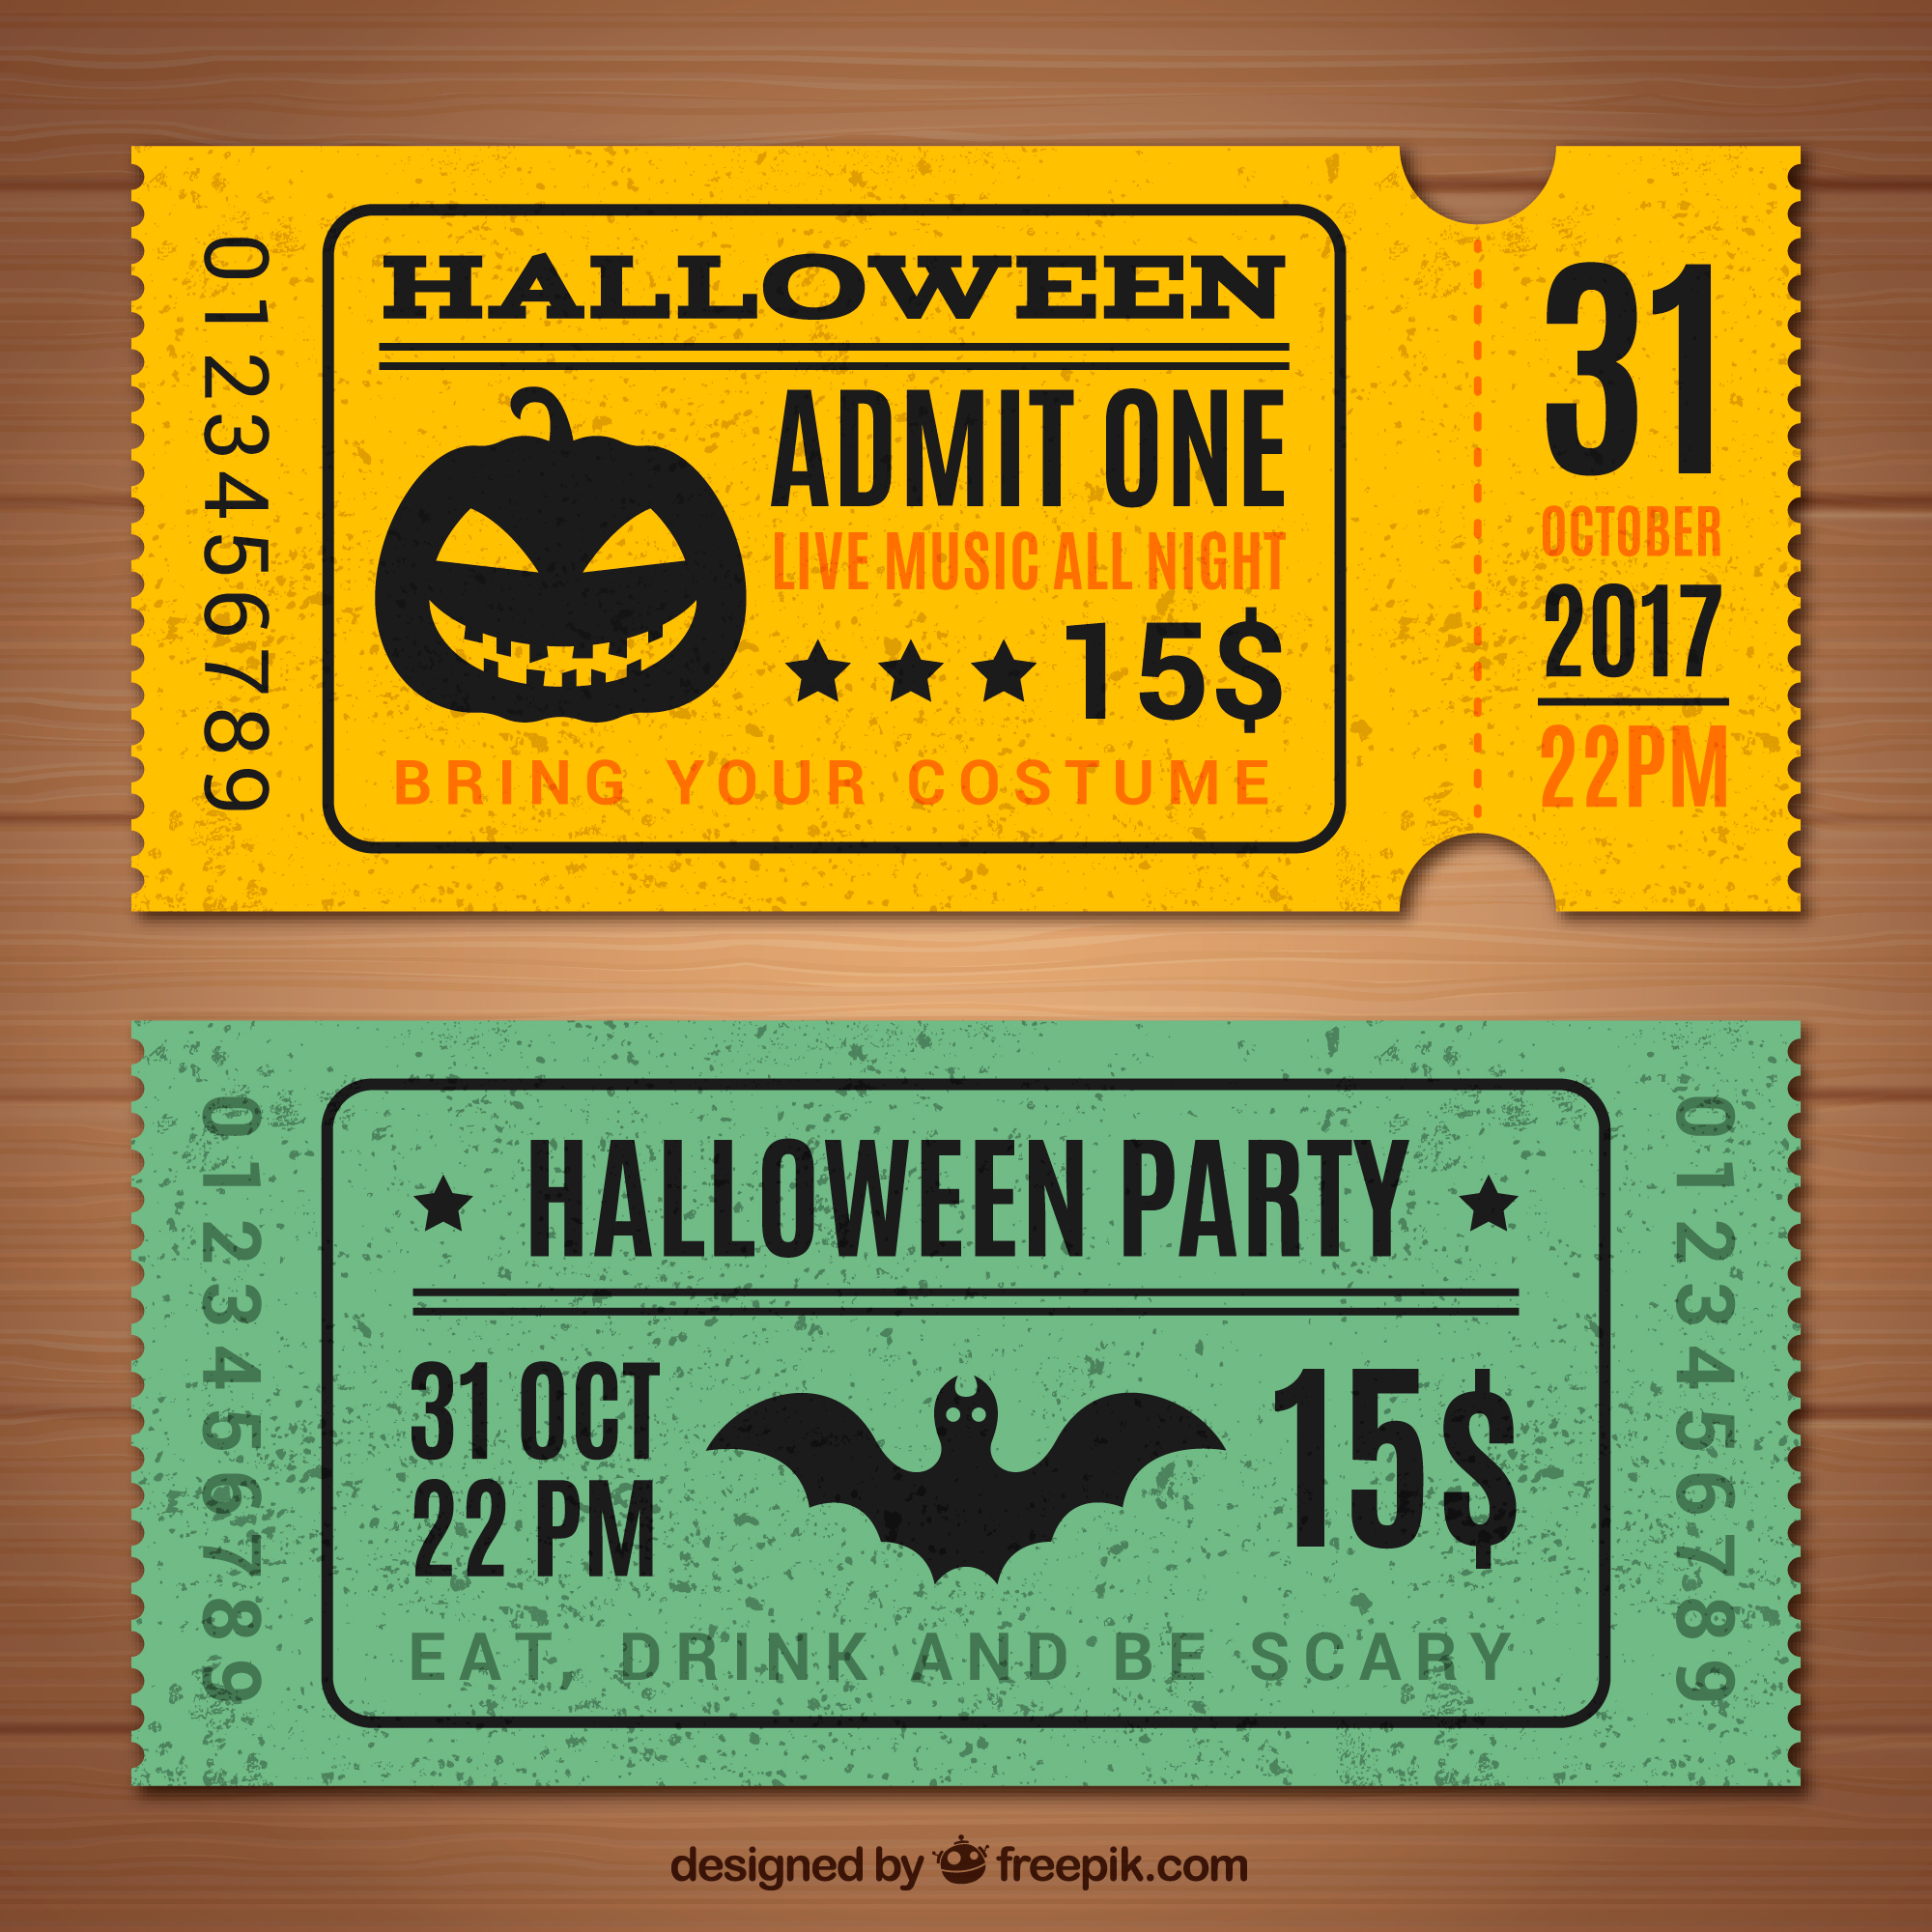 0123456789
HALLOWEEN
ADMIT ONE
LIVE MUSIC ALL NIGHT
15$
BRING YOUR COSTUME
31
OCTOBER
2017
22PM
0123456789
HALLOWEEN PARTY
31 OCT
22 PM
15$
EAT, DRINK AND BE SCARY
0123456789
designed by freepik.com